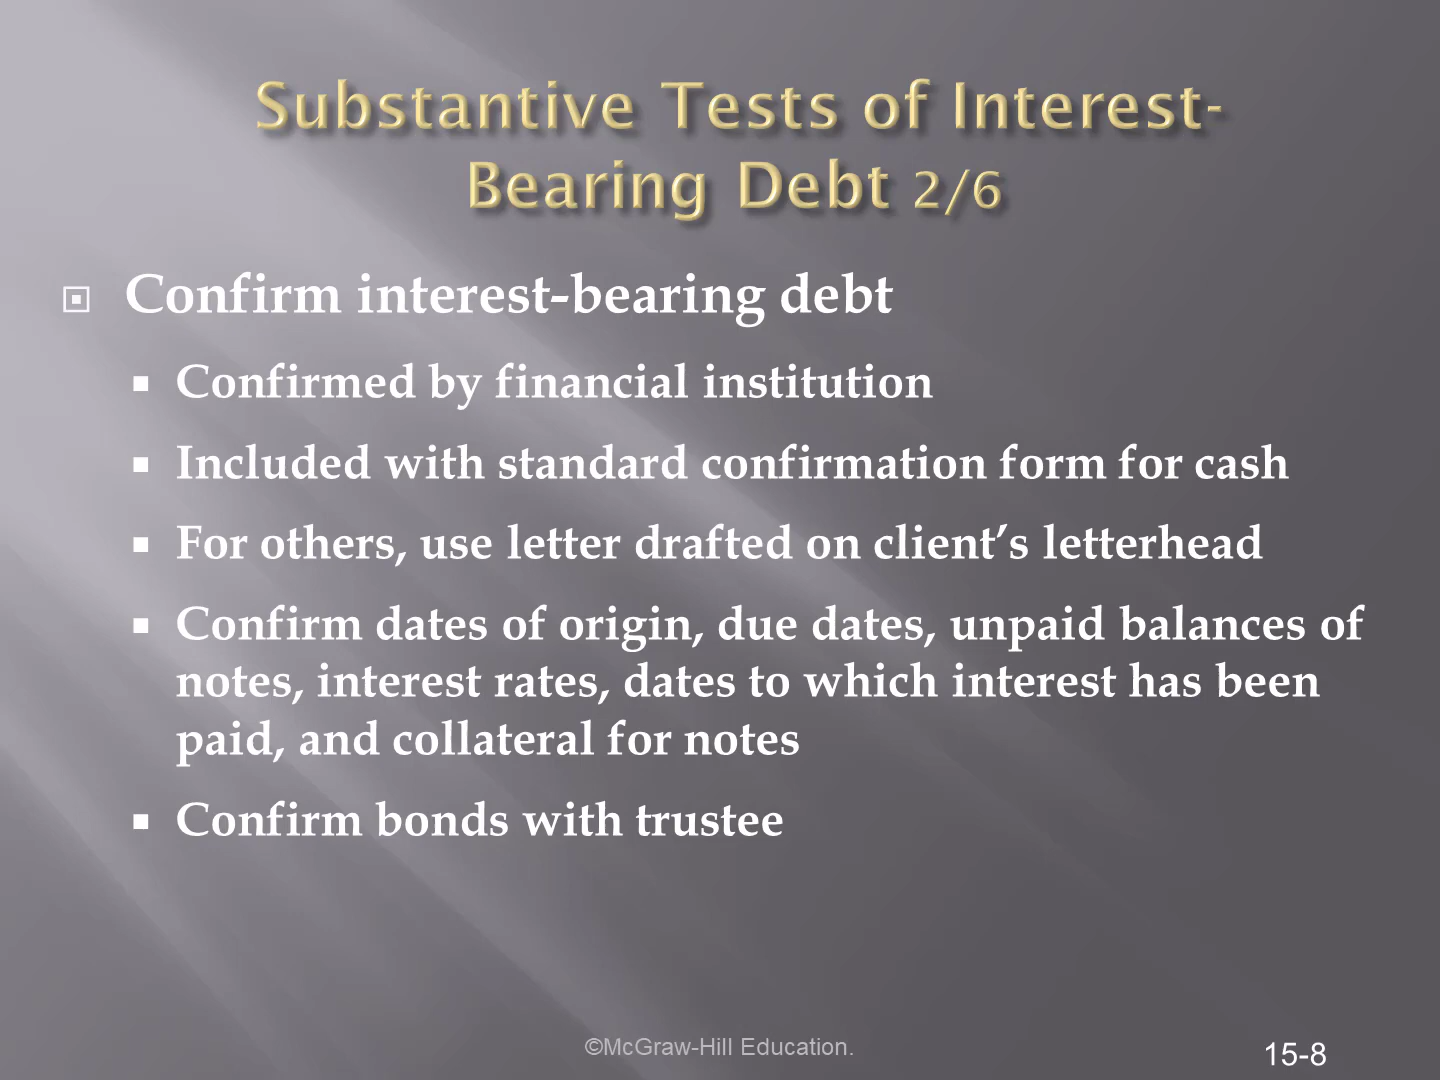 Substantive Tests of Interest-
Bearing Debt 2/6
Confirm interest-bearing debt
Confirmed by financial institution
Included with standard confirmation form for cash
For others, use letter drafted on client’s letterhead
Confirm dates of origin, due dates, unpaid balances of
notes, interest rates, dates to which interest has been
paid, and collateral for notes
Confirm bonds with trustee
©McGraw-Hill Education.
15-8